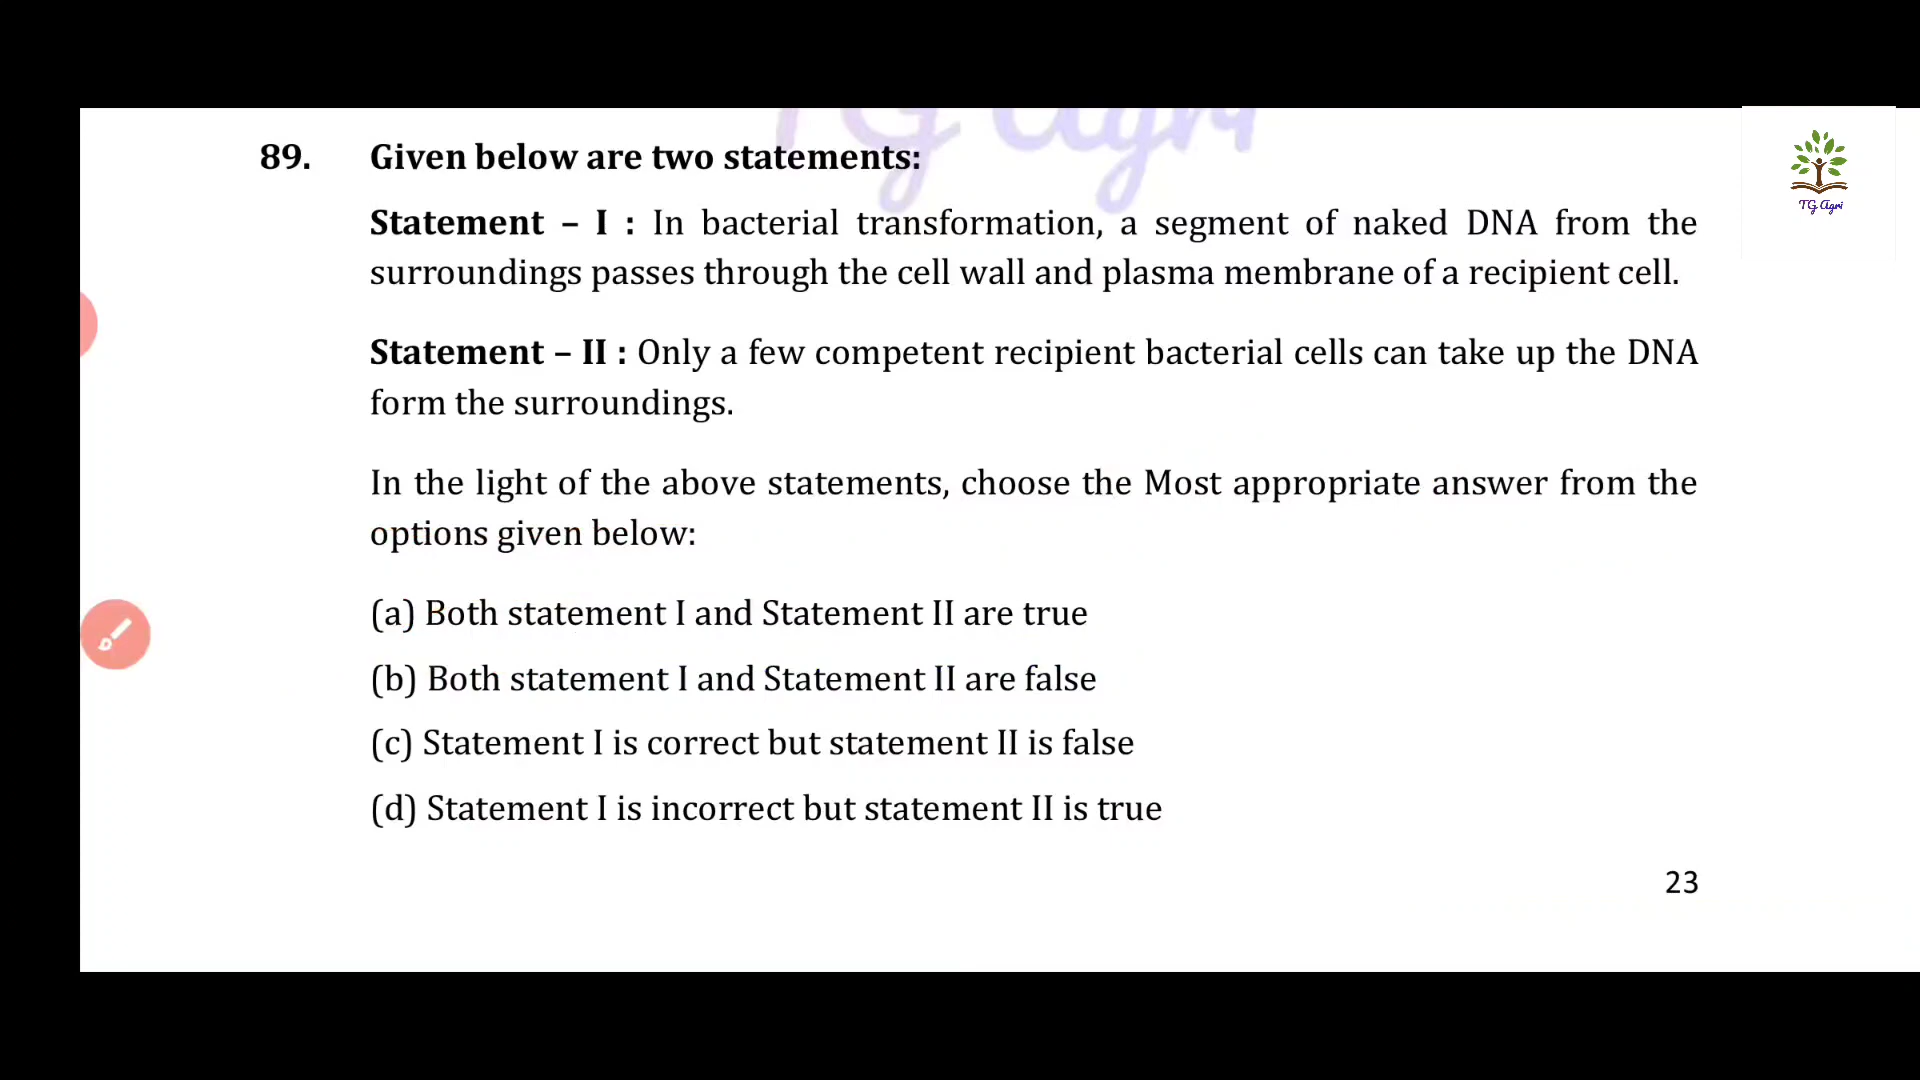 TG Agri
89. Given below are two statements:
TG Agri
Statement – I : In bacterial transformation, a segment of naked DNA from the
surroundings passes through the cell wall and plasma membrane of a recipient cell.
Statement – II : Only a few competent recipient bacterial cells can take up the DNA
form the surroundings.
In the light of the above statements, choose the Most appropriate answer from the
options given below:
(a) Both statement I and Statement II are true
(b) Both statement I and Statement II are false
(c) Statement I is correct but statement II is false
(d) Statement I is incorrect but statement II is true
23